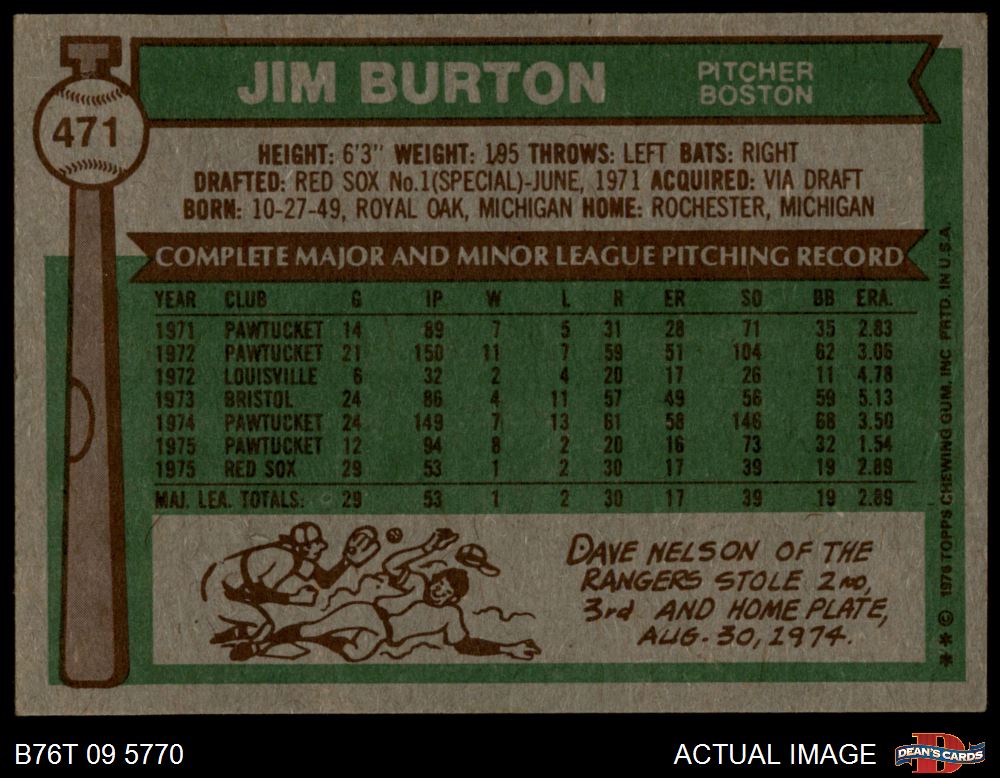 471
JIM BURTON
PITCHER
BOSTON
HEIGHT: 6'3" WEIGHT: 195 THROWS: LEFT BATS: RIGHT
DRAFTED: RED SOX No.1(SPECIAL)-JUNE, 1971 ACQUIRED: VIA DRAFT
BORN: 10-27-49, ROYAL OAK, MICHIGAN HOME: ROCHESTER, MICHIGAN
COMPLETE MAJOR AND MINOR LEAGUE PITCHING RECORD
YEAR CLUB G IP W L R ER SO BB ERA.
1971 PAWTUCKET 14 89 7 5 31 28 71 35 2.83
1972 PAWTUCKET 21 150 11 7 59 51 104 62 3.06
1972 LOUISVILLE 6 32 2 4 20 17 26 11 4.78
1973 BRISTOL 24 86 4 11 57 49 56 59 5.13
1974 PAWTUCKET 24 149 7 13 61 58 146 68 3.50
1975 PAWTUCKET 12 94 8 2 20 16 73 32 1.54
1975 RED SOX 29 53 1 2 30 17 39 19 2.89
MAJ. LEA. TOTALS: 29 53 1 2 30 17 39 19 2.89
DAVE NELSON OF THE
RANGERS STOLE 2ND,
3rd AND HOME PLATE,
AUG. 30, 1974.
** © 1976 TOPPS CHEWING GUM, INC PRTD. IN U.S.A.
B76T 09 5770
ACTUAL IMAGE
D
DEAN'S CARDS